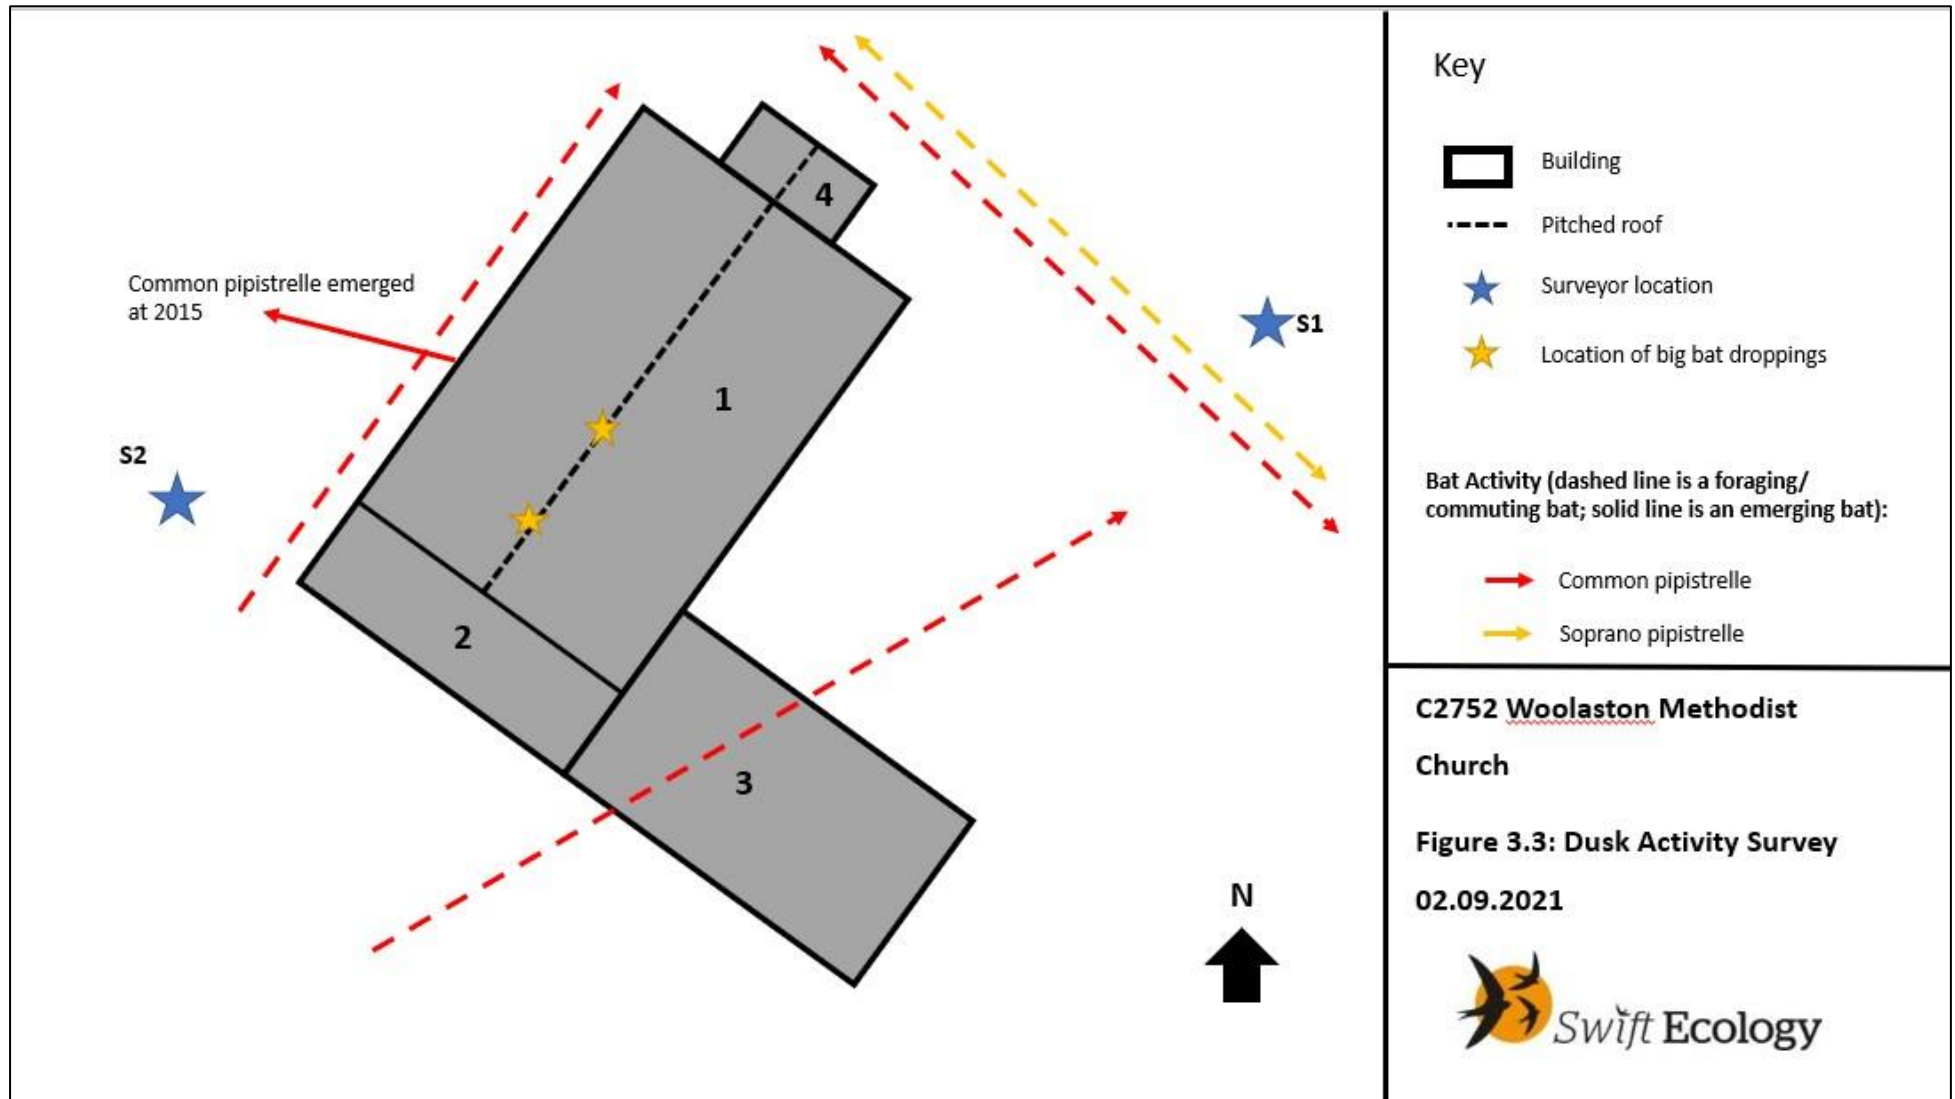 Common pipistrelle emerged
at 2015
S2
S1
1
2
3
4
N
Key
Building
Pitched roof
Surveyor location
Location of big bat droppings
Bat Activity (dashed line is a foraging/
commuting bat; solid line is an emerging bat):
Common pipistrelle
Soprano pipistrelle
C2752 Woolaston Methodist
Church
Figure 3.3: Dusk Activity Survey
02.09.2021
Swift Ecology